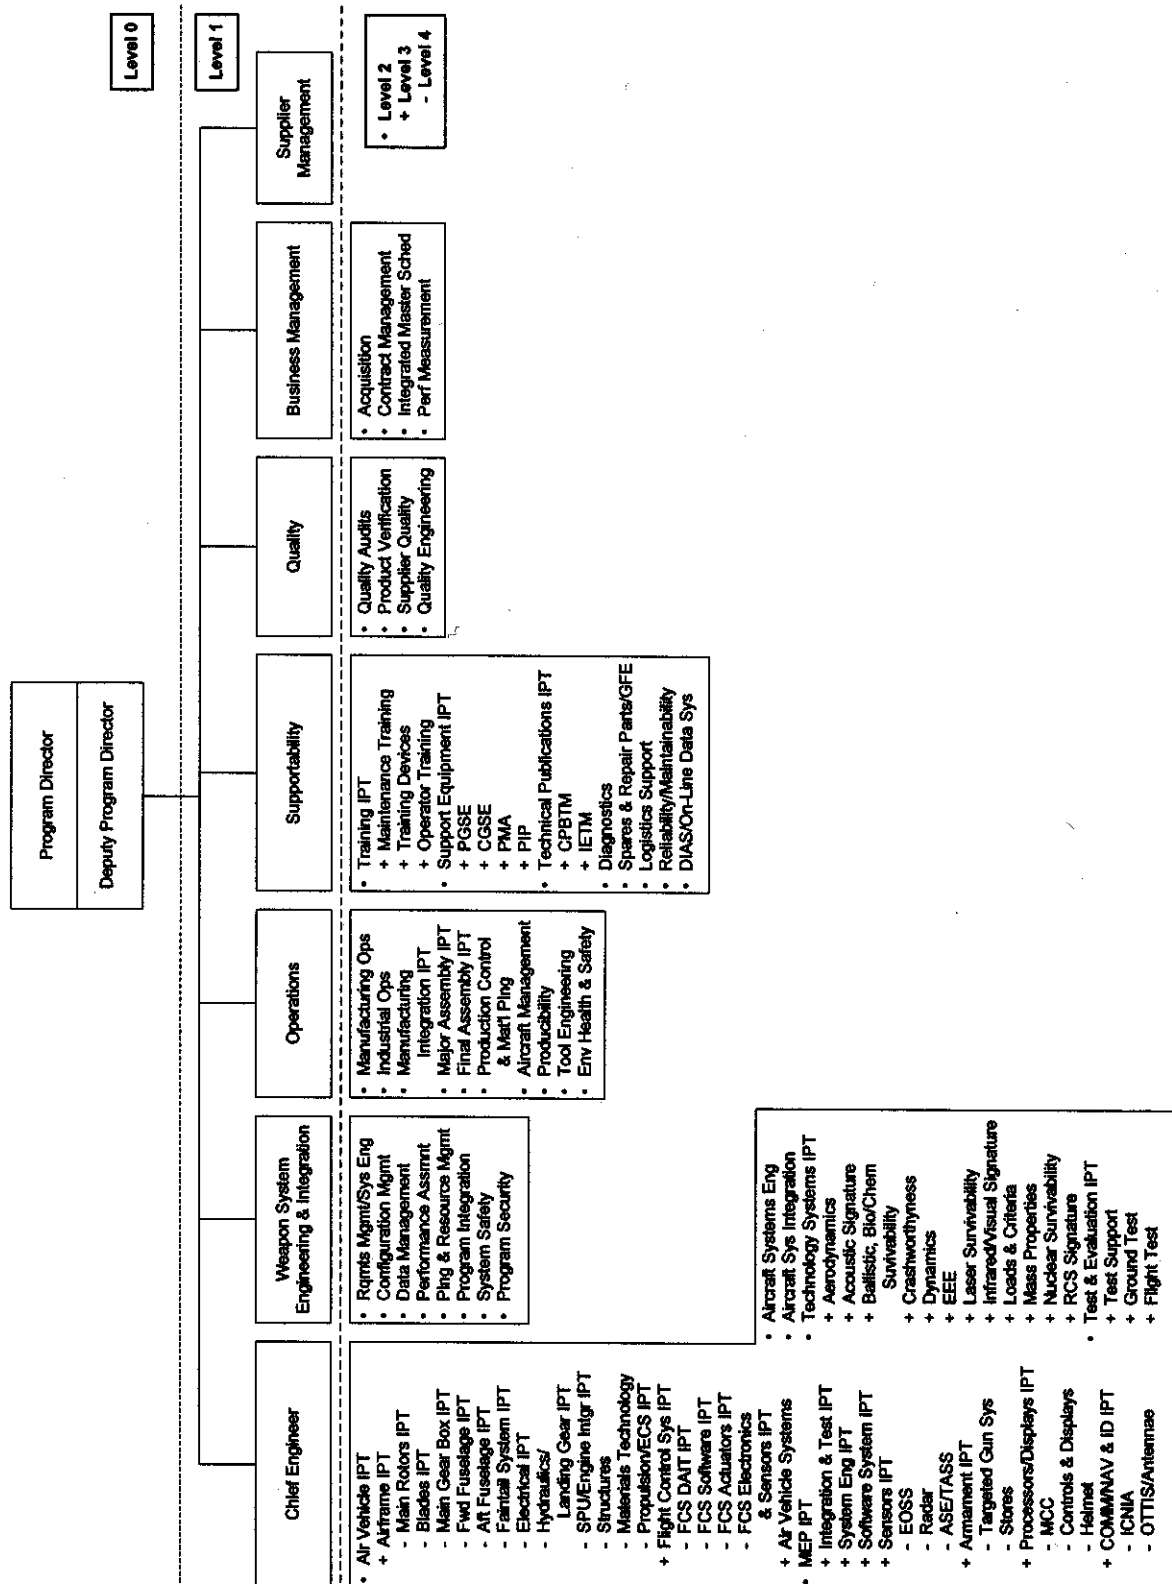 Program Director
Deputy Program Director
Level 0
Level 1
Chief Engineer
Weapon System
Engineering & Integration
Operations
Supportability
Quality
Business Management
Supplier
Management
• Air Vehicle IPT
+ Airframe IPT
- Main Rotors IPT
- Blades IPT
- Main Gear Box IPT
- Fwd Fuselage IPT
- Aft Fuselage IPT
- Fantail System IPT
- Electrical IPT
- Hydraulics/
Landing Gear IPT
- SPU/Engine Intgr IPT
- Structures
- Materials Technology
- Propulsion/ECS IPT
+ Flight Control Sys IPT
- FCS DAIT IPT
- FCS Software IPT
- FCS Actuators IPT
- FCS Electronics
& Sensors IPT
+ Air Vehicle Systems
• MEP IPT
+ Integration & Test IPT
+ System Eng IPT
+ Software System IPT
+ Sensors IPT
- EOSS
- Radar
- ASE/TASS
+ Armament IPT
- Targeted Gun Sys
- Stores
+ Processors/Displays IPT
- MCC
- Controls & Displays
- Helmet
+ COMM/NAV & ID IPT
- ICNIA
- OTTIS/Antennae
• Aircraft Systems Eng
• Aircraft Sys Integration
• Technology Systems IPT
+ Aerodynamics
+ Acoustic Signature
+ Ballistic, Bio/Chem
Suvivability
+ Crashworthyness
+ Dynamics
+ EEE
+ Laser Survivability
+ Infrared/Visual Signature
+ Loads & Criteria
+ Mass Properties
+ Nuclear Survivability
+ RCS Signature
• Test & Evaluation IPT
+ Test Support
+ Ground Test
+ Flight Test
• Rqmts Mgmt/Sys Eng
• Configuration Mgmt
• Data Management
• Performance Assmnt
• Plng & Resource Mgmt
• Program Integration
• System Safety
• Program Security
• Manufacturing Ops
• Industrial Ops
• Manufacturing
Integration IPT
• Major Assembly IPT
• Final Assembly IPT
• Production Control
& Mat'l Plng
• Aircraft Management
• Producibility
• Tool Engineering
• Env Health & Safety
• Training IPT
+ Maintenance Training
+ Training Devices
+ Operator Training
• Support Equipment IPT
+ PGSE
+ CGSE
+ PMA
+ PIP
• Technical Publications IPT
+ CPBTM
+ IETM
• Diagnostics
• Spares & Repair Parts/GFE
• Logistics Support
• Reliability/Maintainability
• DIAS/On-Line Data Sys
• Quality Audits
• Product Verification
• Supplier Quality
• Quality Engineering
• Acquisition
• Contract Management
• Integrated Master Sched
• Perf Measurement
• Level 2
+ Level 3
- Level 4